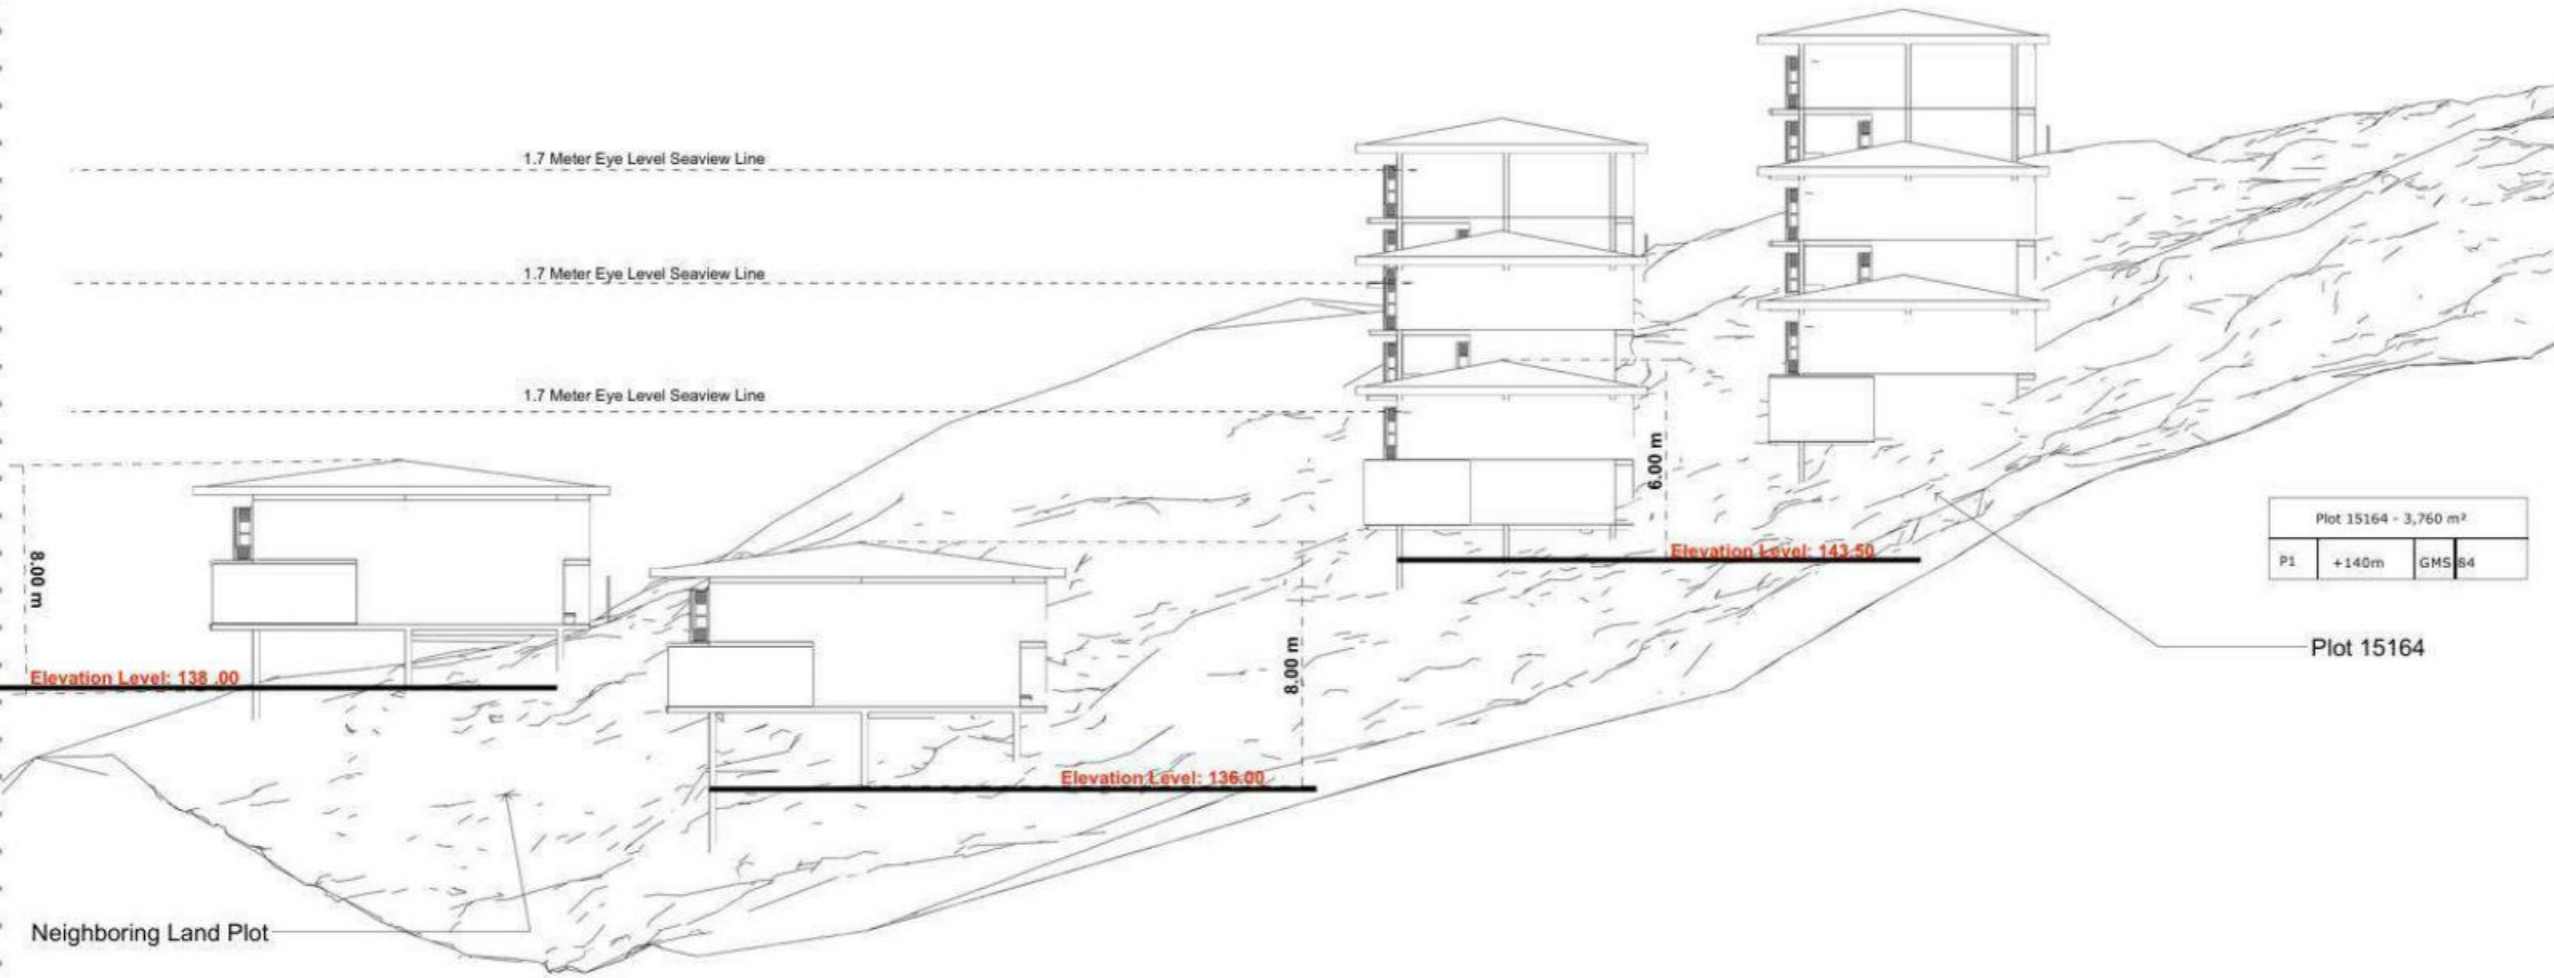 1.7 Meter Eye Level Seaview Line
1.7 Meter Eye Level Seaview Line
1.7 Meter Eye Level Seaview Line
8.00 m
Elevation Level: 138 .00
6.00 m
Elevation Level: 143.50
8.00 m
Elevation Level: 136.00
Plot 15164 - 3,760 m²
P1 +140m GMS 84
Plot 15164
Neighboring Land Plot